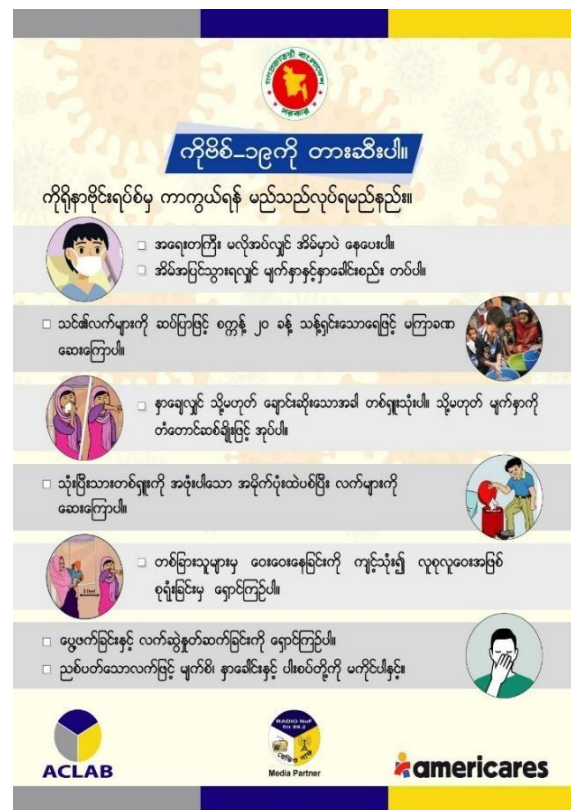 ကိုဗိစ်–၁၉ကို တားဆီးပါ။
ကိုရိုနာဗိုင်းရပ်စ်မှ ကာကွယ်ရန် မည်သည်လုပ်ရမည်နည်း။
□ အရေးတကြီး မလိုအပ်လျှင် အိမ်မှာပဲ နေပေးပါ။
□ အိမ်အပြင်သွားရလျှင် မျက်နှာနှင့်နှာခေါင်းစည်း တပ်ပါ။
□ သင်၏လက်များကို ဆပ်ပြာဖြင့် စက္ကန့် ၂၀ ခန့် သန့်ရှင်းသောရေဖြင့် မကြာခဏ
ဆေးကြောပါ။
□ နှာချေလျှင် သို့မဟုတ် ချောင်းဆိုးသောအခါ တစ်ရှူးသုံးပါ။ သို့မဟုတ် မျက်နှာကို
တံတောင်ဆစ်ချိုးဖြင့် အုပ်ပါ။
□ သုံးပြီးသားတစ်ရှူးကို အဖုံးပါသော အမှိုက်ပုံးထဲပစ်ပြီး လက်များကို
ဆေးကြောပါ။
3 feet
□ တစ်ခြားသူများမှ ဝေးဝေးနေခြင်းကို ကျင့်သုံး၍ လူစုလူဝေးအဖြစ်
စုရုံးခြင်းမှ ရှောင်ကြဉ်ပါ။
□ ပွေ့ဖက်ခြင်းနှင့် လက်ဆွဲနှုတ်ဆက်ခြင်းကို ရှောင်ကြဉ်ပါ။
□ ညစ်ပတ်သောလက်ဖြင့် မျက်စိ၊ နှာခေါင်းနှင့် ပါးစပ်တို့ကို မကိုင်ပါနှင့်။
RADIO NAF
fm 99.2
ACLAB
Media Partner
americares